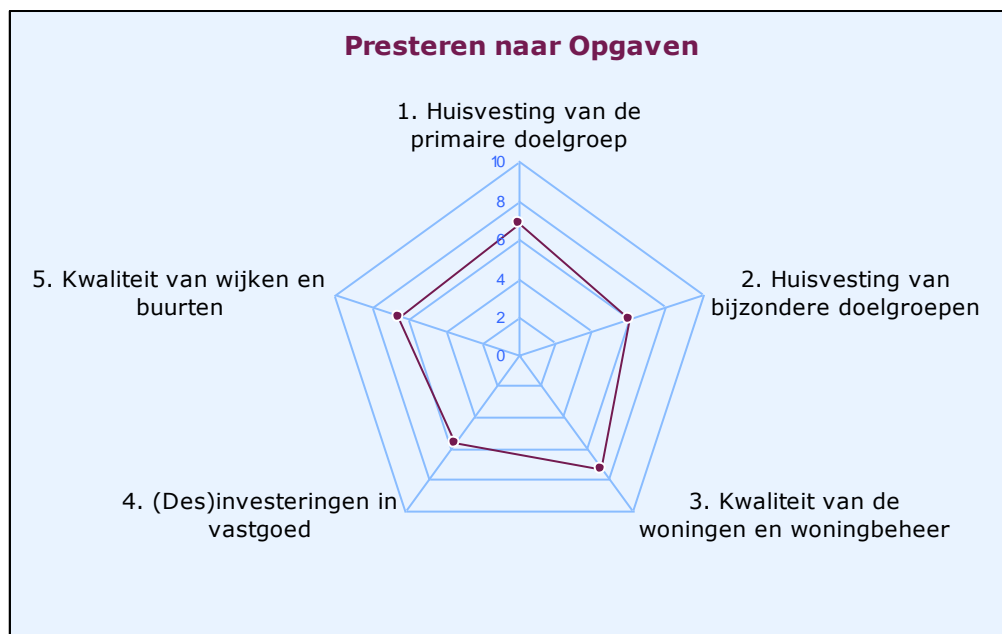 Presteren naar Opgaven
1. Huisvesting van de
primaire doelgroep
10
8
6
4
2
0
5. Kwaliteit van wijken en
buurten
2. Huisvesting van
bijzondere doelgroepen
4. (Des)investeringen in
vastgoed
3. Kwaliteit van de
woningen en woningbeheer